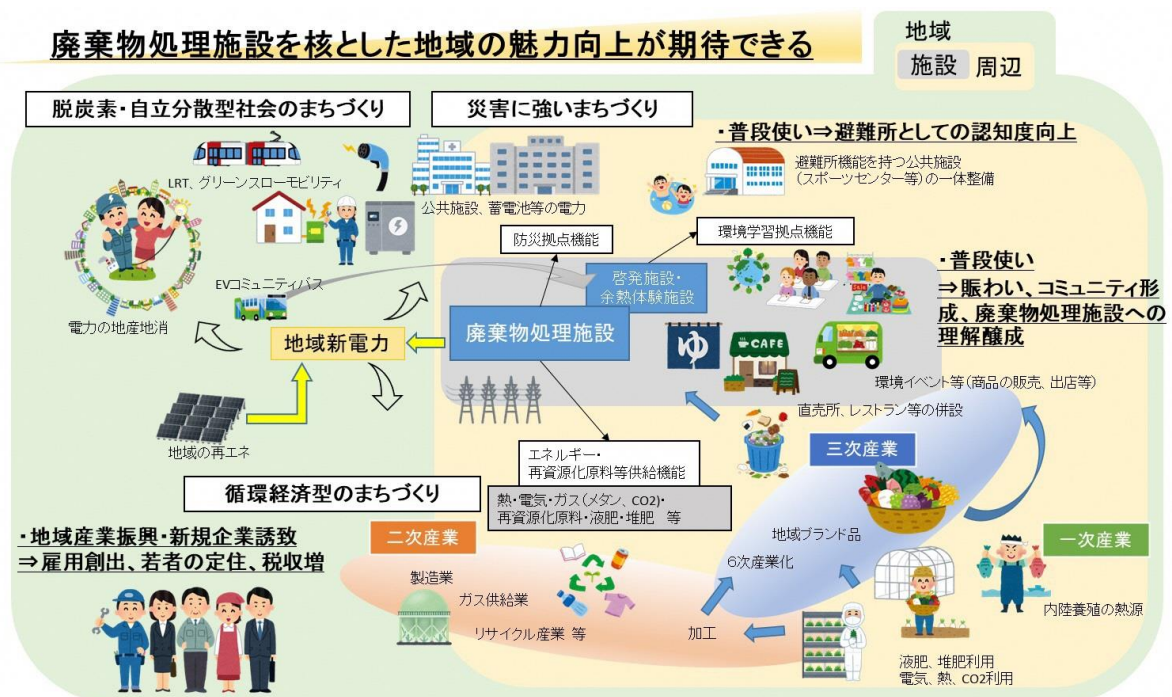 廃棄物処理施設を核とした地域の魅力向上が期待できる
地域
施設
周辺
脱炭素・自立分散型社会のまちづくり
災害に強いまちづくり
・普段使い⇒避難所としての認知度向上
避難所機能を持つ公共施設
（スポーツセンター等）の一体整備
LRT、グリーンスローモビリティ
公共施設、蓄電池等の電力
防災拠点機能
環境学習拠点機能
啓発施設・
余熱体験施設
・普段使い
⇒賑わい、コミュニティ形
成、廃棄物処理施設への
理解醸成
EVコミュニティバス
電力の地産地消
地域新電力
廃棄物処理施設
ゆ
CAFE
環境イベント等（商品の販売、出店等）
直売所、レストラン等の併設
地域の再エネ
エネルギー・
再資源化原料等供給機能
熱・電気・ガス（メタン、CO2）・
再資源化原料・液肥・堆肥 等
三次産業
循環経済型のまちづくり
・地域産業振興・新規企業誘致
⇒雇用創出、若者の定住、税収増
二次産業
製造業
ガス供給業
リサイクル産業 等
地域ブランド品
6次産業化
加工
一次産業
内陸養殖の熱源
液肥、堆肥利用
電気、熱、CO2利用